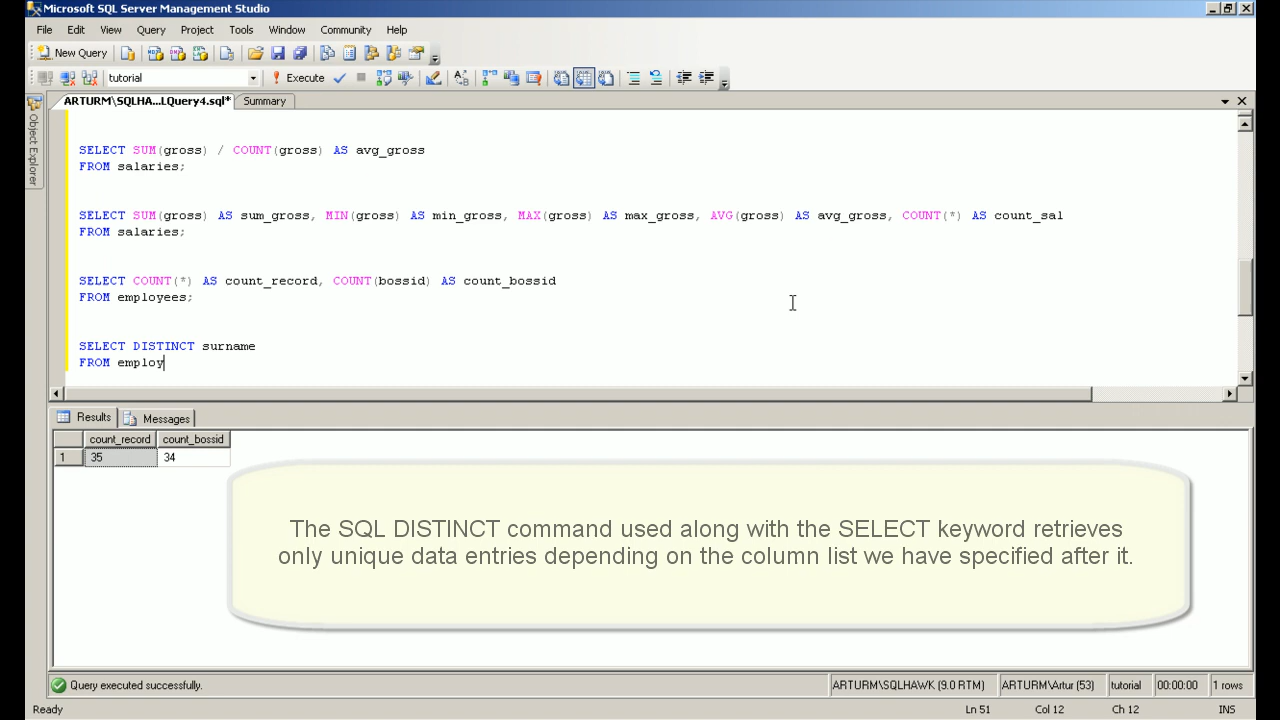 Microsoft SQL Server Management Studio
File Edit View Query Project Tools Window Community Help
New Query
tutorial Execute
ARTURM\SQLHA...LQuery4.sql* Summary
Object Explorer
SELECT SUM(gross) / COUNT(gross) AS avg_gross
FROM salaries;
SELECT SUM(gross) AS sum_gross, MIN(gross) AS min_gross, MAX(gross) AS max_gross, AVG(gross) AS avg_gross, COUNT(*) AS count_sal
FROM salaries;
SELECT COUNT(*) AS count_record, COUNT(bossid) AS count_bossid
FROM employees;
SELECT DISTINCT surname
FROM employ
Results Messages
count_record count_bossid
1 35 34
The SQL DISTINCT command used along with the SELECT keyword retrieves
only unique data entries depending on the column list we have specified after it.
Query executed successfully. ARTURM\SQLHAWK (9.0 RTM) ARTURM\Artur (53) tutorial 00:00:00 1 rows
Ready Ln 51 Col 12 Ch 12 INS